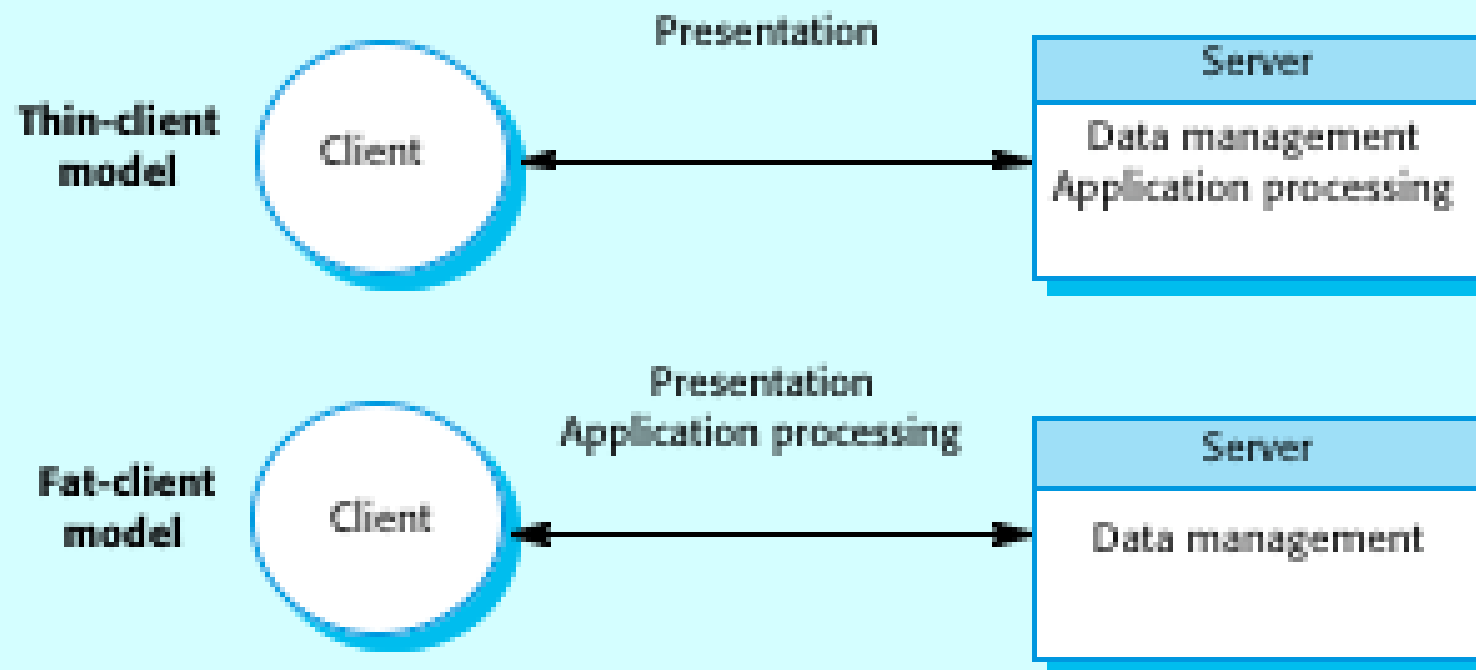 Presentation
Thin-client
model
Client
Server
Data management
Application processing
Presentation
Application processing
Fat-client
model
Client
Server
Data management